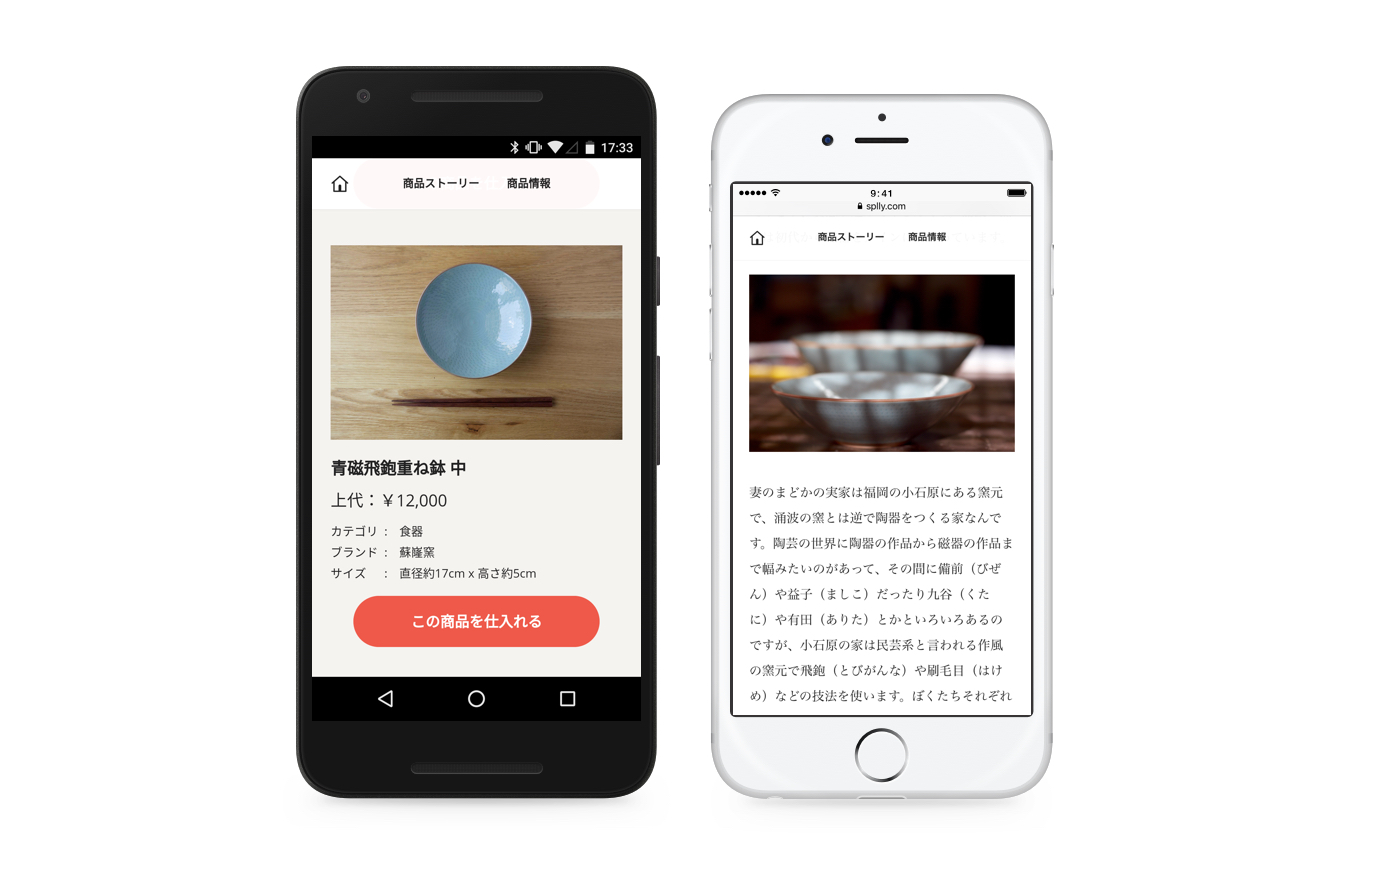 17:33
商品ストーリー 商品情報
青磁飛鉋重ね鉢 中
上代：￥12,000
カテゴリ ： 食器
ブランド ： 蘇嶐窯
サイズ ： 直径約17cm x 高さ約5cm
この商品を仕入れる
9:41
splly.com
商品ストーリー 商品情報
妻のまどかの実家は福岡の小石原にある窯元
で、涌波の窯とは逆で陶器をつくる家なんで
す。陶芸の世界に陶器の作品から磁器の作品ま
で幅みたいのがあって、その間に備前（びぜ
ん）や益子（ましこ）だったり九谷（くた
に）や有田（ありた）とかといろいろあるの
ですが、小石原の家は民芸系と言われる作風
の窯元で飛鉋（とびがんな）や刷毛目（はけ
め）などの技法を使います。ぼくたちそれぞれ